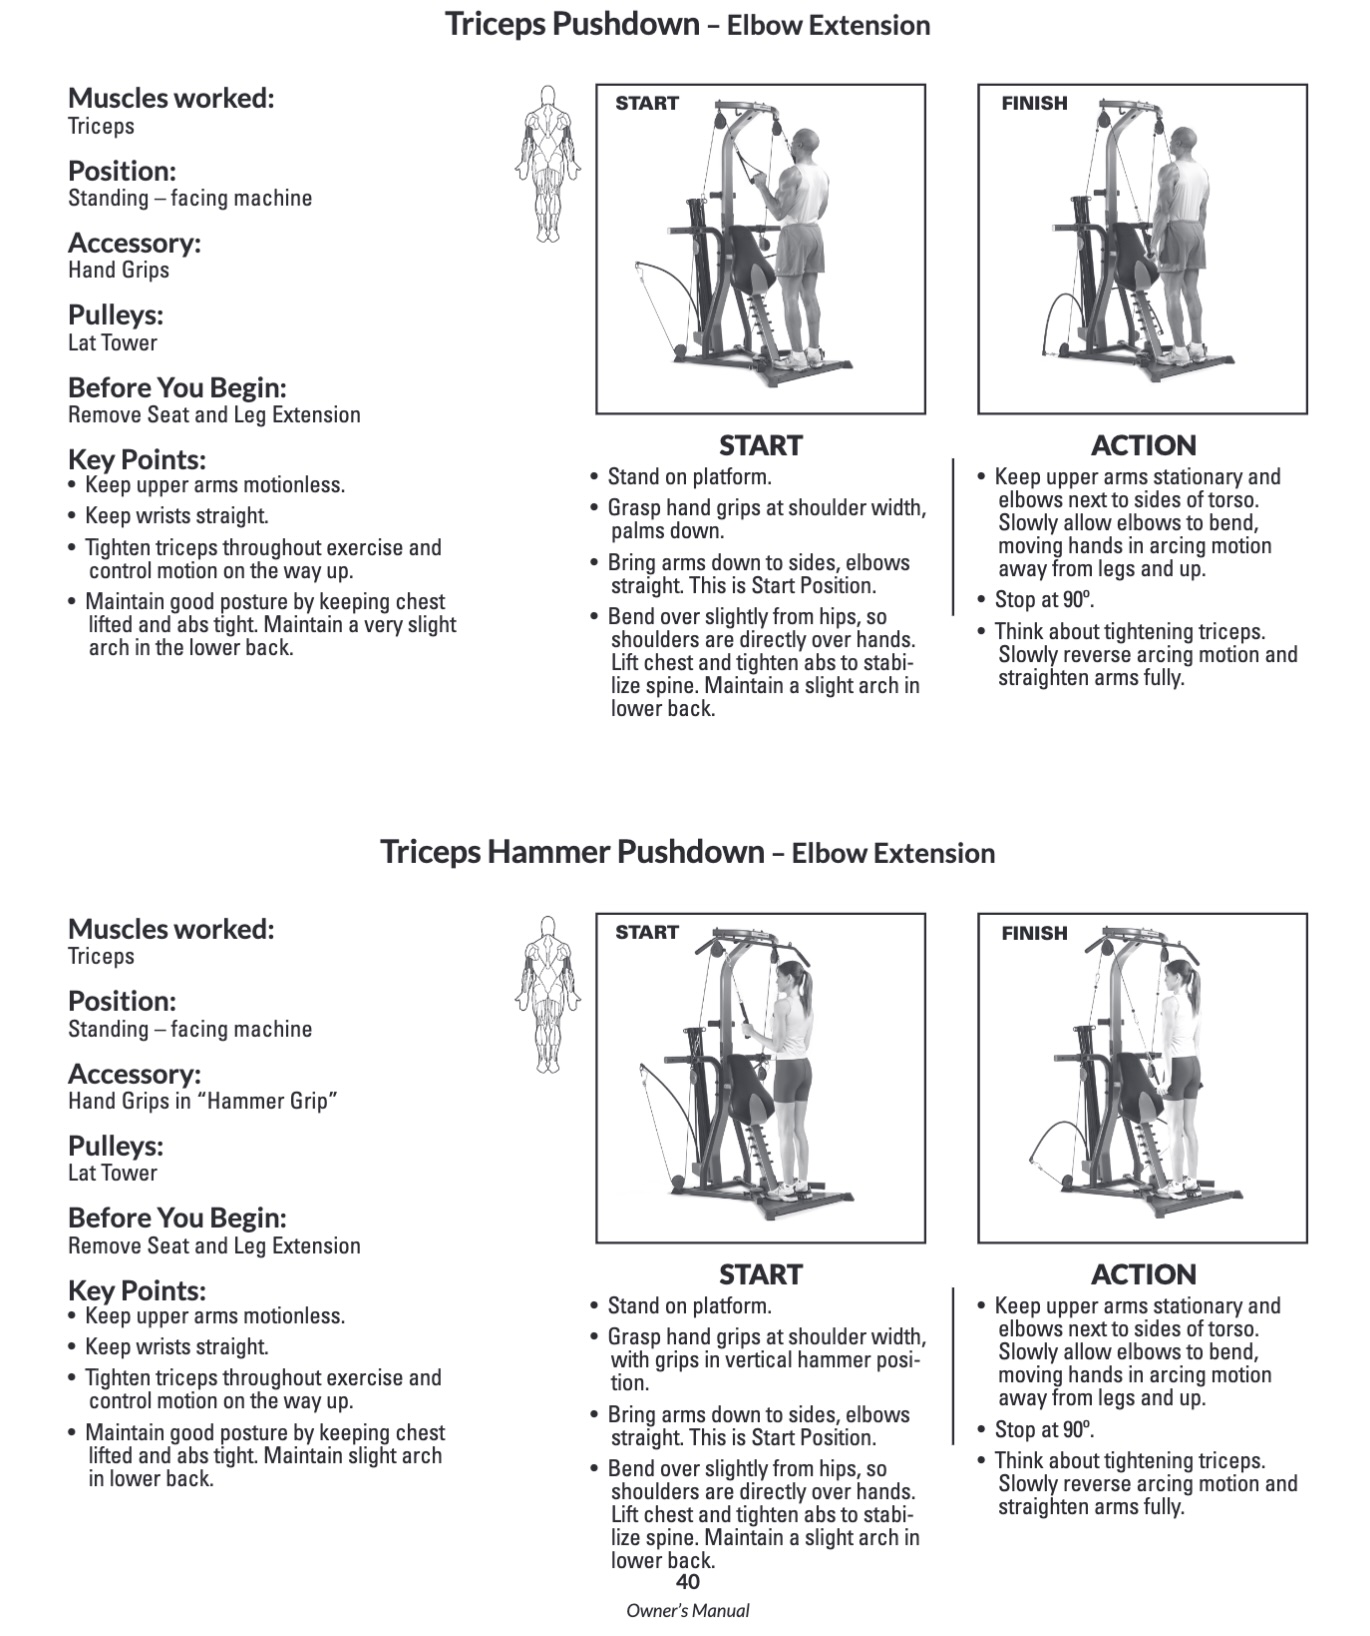 Triceps Pushdown – Elbow Extension
Muscles worked:
Triceps
Position:
Standing – facing machine
Accessory:
Hand Grips
Pulleys:
Lat Tower
Before You Begin:
Remove Seat and Leg Extension
Key Points:
• Keep upper arms motionless.
• Keep wrists straight.
• Tighten triceps throughout exercise and
control motion on the way up.
• Maintain good posture by keeping chest
lifted and abs tight. Maintain a very slight
arch in the lower back.
START
START
• Stand on platform.
• Grasp hand grips at shoulder width,
palms down.
• Bring arms down to sides, elbows
straight. This is Start Position.
• Bend over slightly from hips, so
shoulders are directly over hands.
Lift chest and tighten abs to stabi-
lize spine. Maintain a slight arch in
lower back.
FINISH
ACTION
• Keep upper arms stationary and
elbows next to sides of torso.
Slowly allow elbows to bend,
moving hands in arcing motion
away from legs and up.
• Stop at 90º.
• Think about tightening triceps.
Slowly reverse arcing motion and
straighten arms fully.
Triceps Hammer Pushdown – Elbow Extension
Muscles worked:
Triceps
Position:
Standing – facing machine
Accessory:
Hand Grips in “Hammer Grip”
Pulleys:
Lat Tower
Before You Begin:
Remove Seat and Leg Extension
Key Points:
• Keep upper arms motionless.
• Keep wrists straight.
• Tighten triceps throughout exercise and
control motion on the way up.
• Maintain good posture by keeping chest
lifted and abs tight. Maintain slight arch
in lower back.
START
START
• Stand on platform.
• Grasp hand grips at shoulder width,
with grips in vertical hammer posi-
tion.
• Bring arms down to sides, elbows
straight. This is Start Position.
• Bend over slightly from hips, so
shoulders are directly over hands.
Lift chest and tighten abs to stabi-
lize spine. Maintain a slight arch in
lower back.
FINISH
ACTION
• Keep upper arms stationary and
elbows next to sides of torso.
Slowly allow elbows to bend,
moving hands in arcing motion
away from legs and up.
• Stop at 90º.
• Think about tightening triceps.
Slowly reverse arcing motion and
straighten arms fully.
40
Owner’s Manual